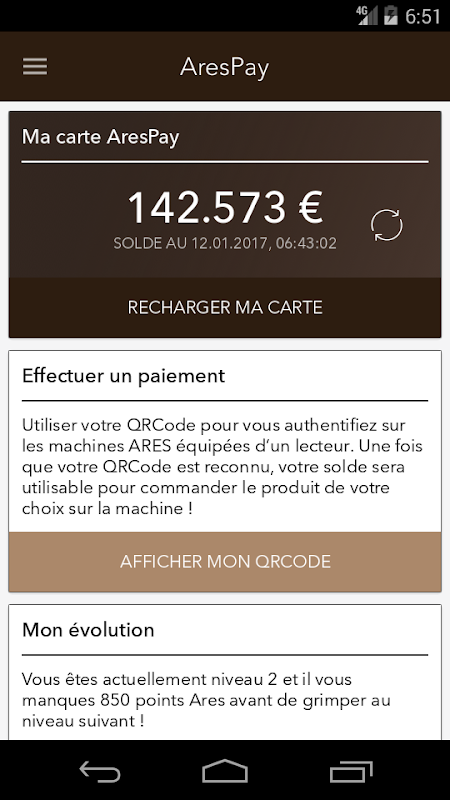 4G 6:51
AresPay
Ma carte AresPay
142.573 €
SOLDE AU 12.01.2017, 06:43:02
RECHARGER MA CARTE
Effectuer un paiement
Utiliser votre QRCode pour vous authentifiez sur
les machines ARES équipées d’un lecteur. Une fois
que votre QRCode est reconnu, votre solde sera
utilisable pour commander le produit de votre
choix sur la machine !
AFFICHER MON QRCODE
Mon évolution
Vous êtes actuellement niveau 2 et il vous
manques 850 points Ares avant de grimper au
niveau suivant !